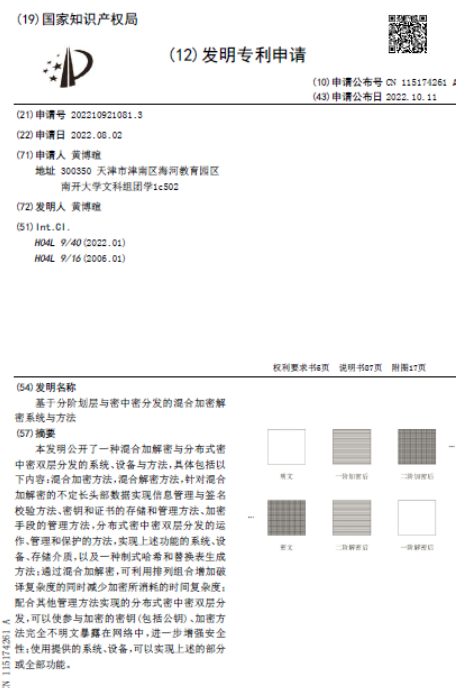 (19)国家知识产权局
(12)发明专利申请
(10)申请公布号 CN 115174261 A
(43)申请公布日 2022.10.11
(21)申请号 202210921081.3
(22)申请日 2022.08.02
(71)申请人 黄博暄
地址 300350 天津市津南区海河教育园区
南开大学文科组团学1c502
(72)发明人 黄博暄
(51)Int.Cl.
H04L 9/40(2022.01)
H04L 9/16(2006.01)
权利要求书6页 说明书87页 附图17页
(54)发明名称
基于分阶划层与密中密分发的混合加密解
密系统与方法
(57)摘要
本发明公开了一种混合加解密与分布式密
中密双层分发的系统、设备与方法,具体包括以
下内容:混合加密方法,混合解密方法,针对混合
加解密的不定长头部数据实现信息管理与签名
校验方法、密钥和证书的存储和管理方法、加密
手段的管理方法,分布式密中密双层分发的运
作、管理和保护的方法,实现上述功能的系统、设
备、存储介质,以及一种制式哈希和替换表生成
方法;通过混合加解密,可利用排列组合增加破
译复杂度的同时减少加密所消耗的时间复杂度;
配合其他管理方法实现的分布式密中密双层分
发,可以使参与加密的密钥(包括公钥)、加密方
法完全不明文暴露在网络中,进一步增强安全
性;使用提供的系统、设备,可以实现上述的部分
或全部功能。
明文 一阶加密后 二阶加密后
密文 二阶解密后 一阶解密后
CN 115174261 A